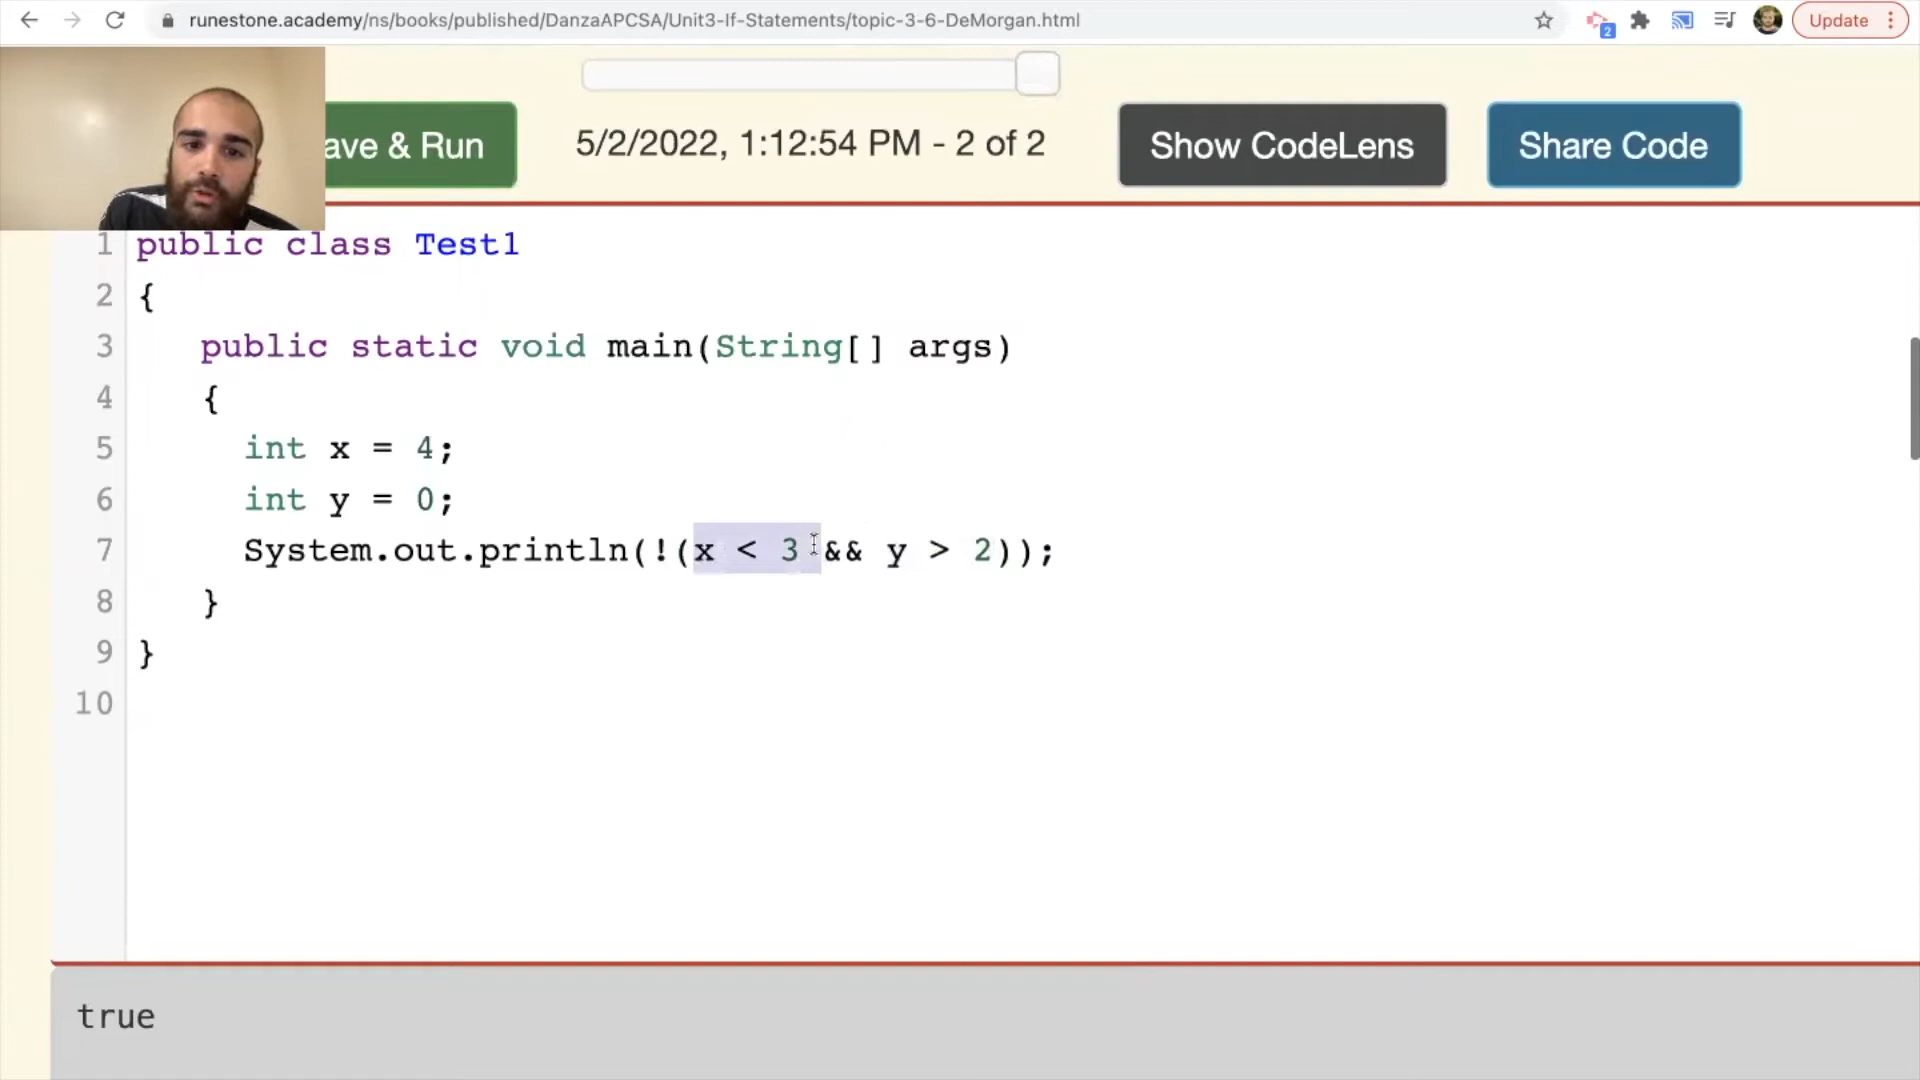 runestone.academy/ns/books/published/DanzaAPCSA/Unit3-If-Statements/topic-3-6-DeMorgan.html
2
Update
ave & Run
5/2/2022, 1:12:54 PM - 2 of 2
Show CodeLens
Share Code
1 public class Test1
2 {
3 public static void main(String[] args)
4 {
5 int x = 4;
6 int y = 0;
7 System.out.println(!(x < 3 && y > 2));
8 }
9 }
10
true